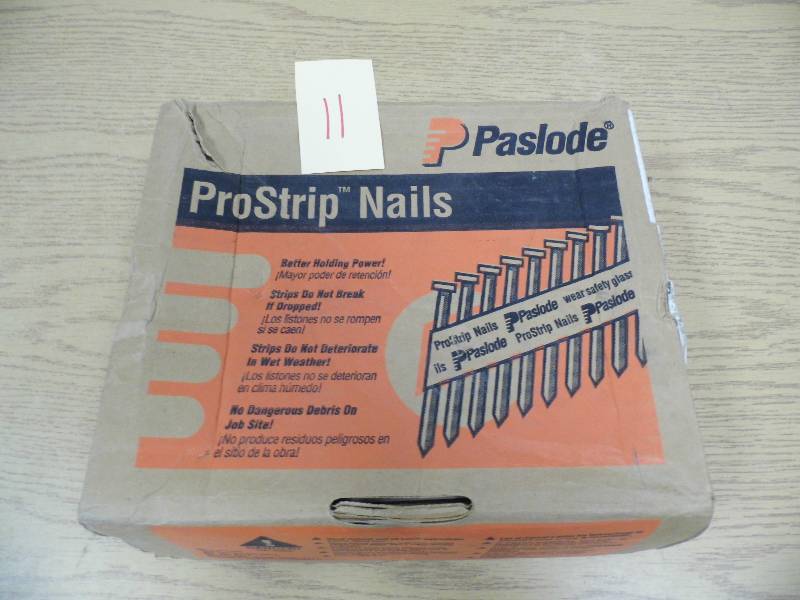 11
Paslode®
ProStrip™ Nails
Better Holding Power!
¡Mayor poder de retención!
Strips Do Not Break
If Dropped!
¡Los listones no se rompen
si se caen!
Strips Do Not Deteriorate
In Wet Weather!
¡Los listones no se deterioran
en clima húmedo!
No Dangerous Debris On
Job Site!
¡No produce residuos peligrosos en
el sitio de la obra!
ProStrip Nails Paslode wear safety glass
ils Paslode ProStrip Nails Paslode